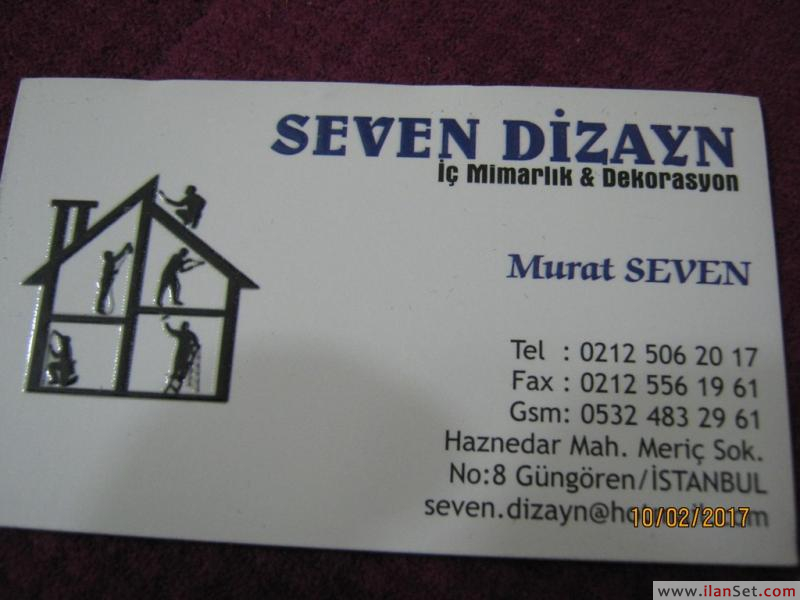 SEVEN DİZAYN
İç Mimarlık & Dekorasyon
Murat SEVEN
Tel : 0212 506 20 17
Fax : 0212 556 19 61
Gsm: 0532 483 29 61
Haznedar Mah. Meriç Sok.
No:8 Güngören/İSTANBUL
10/02/2017
www.ilanSet.com